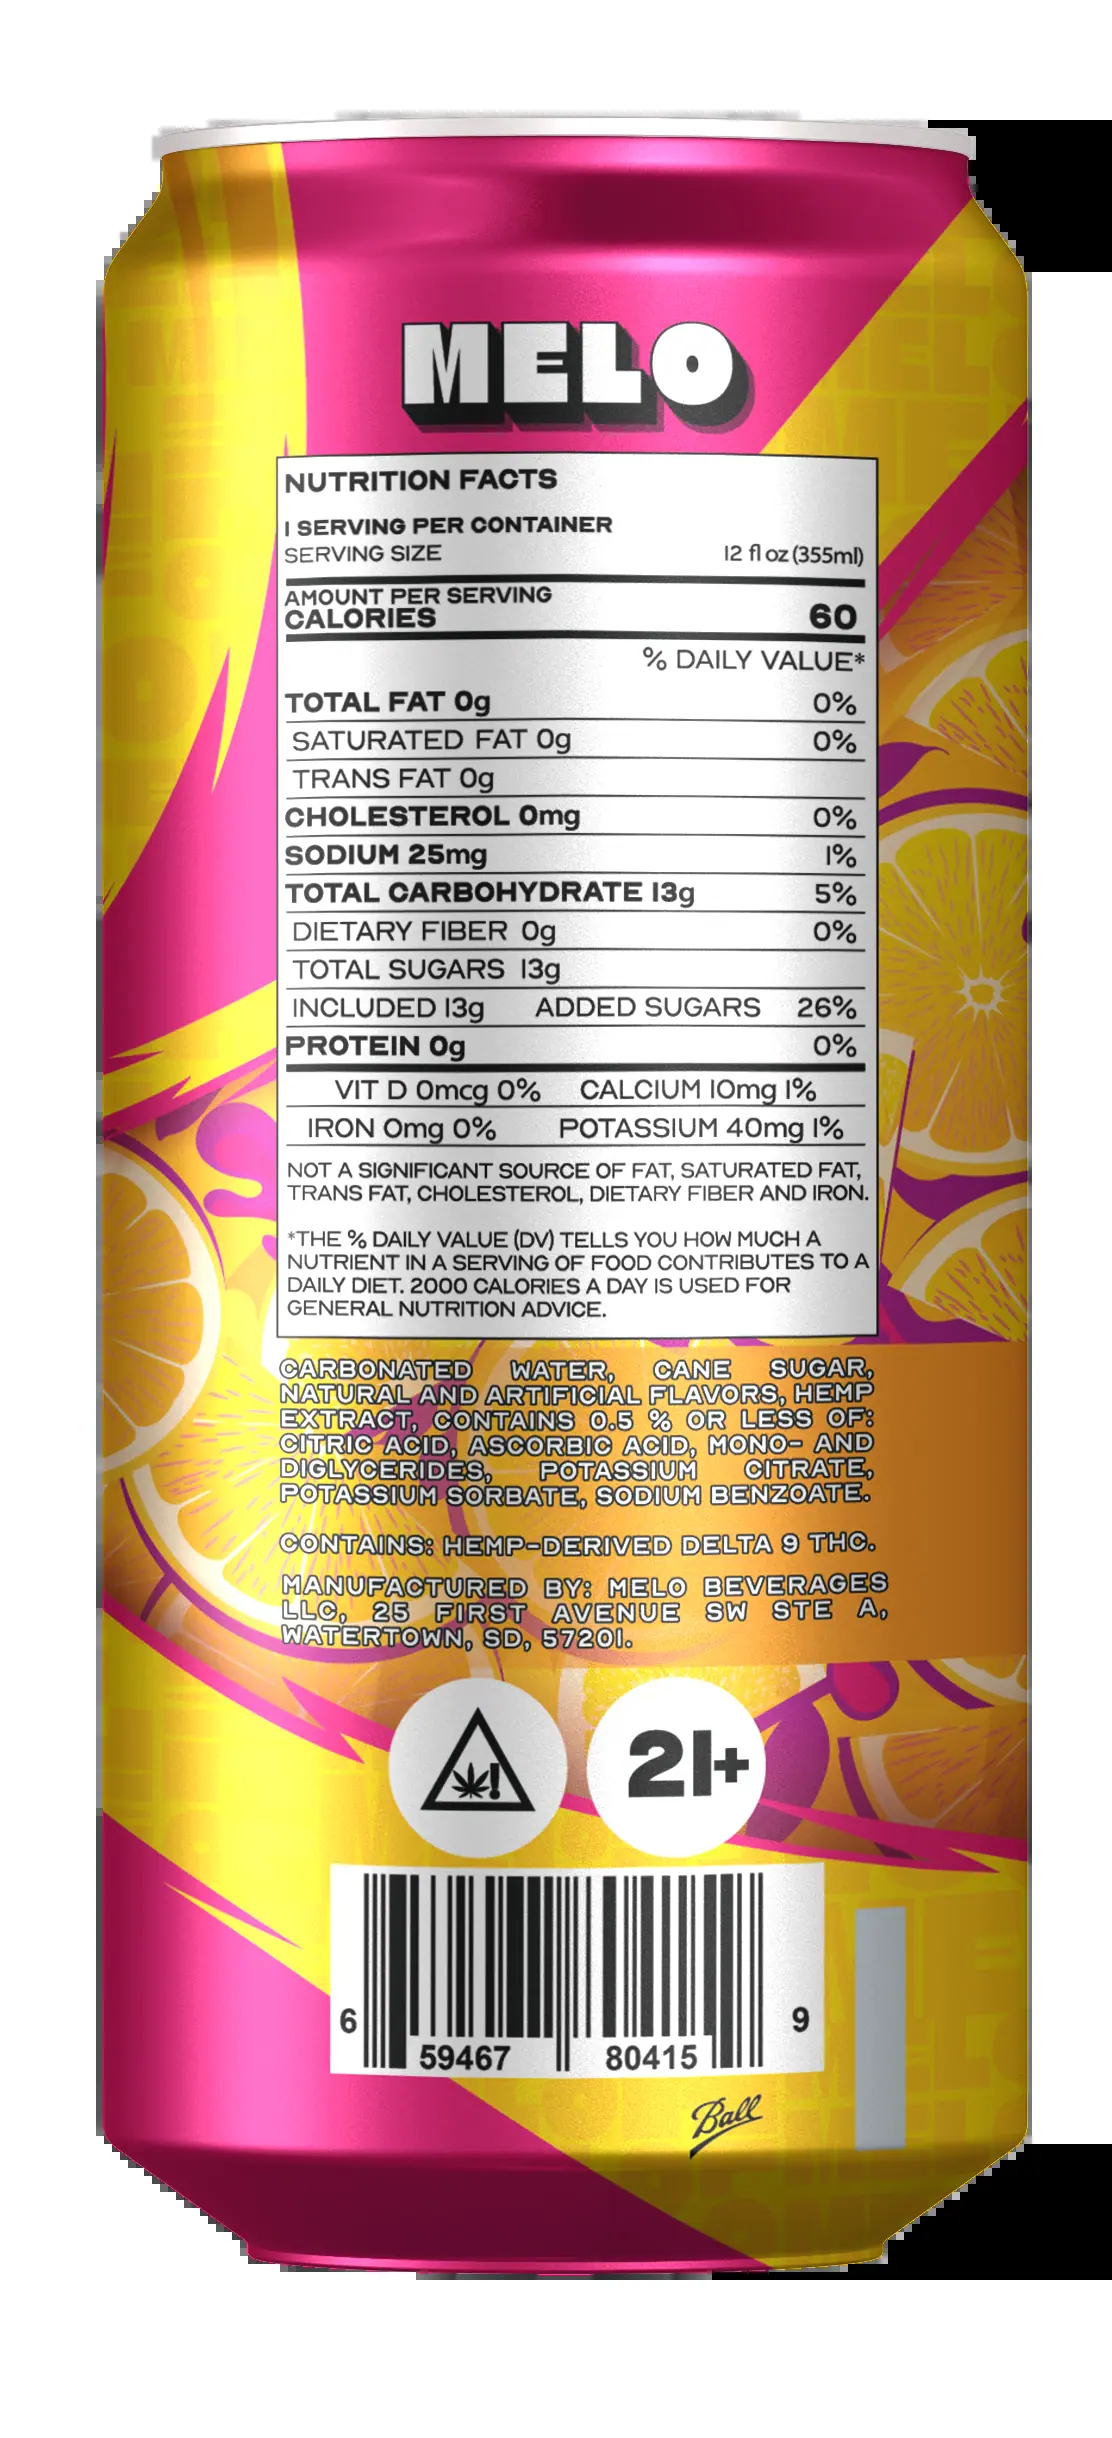 MELO
NUTRITION FACTS
1 SERVING PER CONTAINER
SERVING SIZE 12 fl oz (355ml)
AMOUNT PER SERVING
CALORIES 60
% DAILY VALUE*
TOTAL FAT 0g 0%
SATURATED FAT 0g 0%
TRANS FAT 0g
CHOLESTEROL 0mg 0%
SODIUM 25mg 1%
TOTAL CARBOHYDRATE 13g 5%
DIETARY FIBER 0g 0%
TOTAL SUGARS 13g
INCLUDED 13g ADDED SUGARS 26%
PROTEIN 0g 0%
VIT D 0mcg 0% CALCIUM 10mg 1%
IRON 0mg 0% POTASSIUM 40mg 1%
NOT A SIGNIFICANT SOURCE OF FAT, SATURATED FAT,
TRANS FAT, CHOLESTEROL, DIETARY FIBER AND IRON.
*THE % DAILY VALUE (DV) TELLS YOU HOW MUCH A
NUTRIENT IN A SERVING OF FOOD CONTRIBUTES TO A
DAILY DIET. 2000 CALORIES A DAY IS USED FOR
GENERAL NUTRITION ADVICE.
CARBONATED WATER, CANE SUGAR,
NATURAL AND ARTIFICIAL FLAVORS, HEMP
EXTRACT, CONTAINS 0.5 % OR LESS OF:
CITRIC ACID, ASCORBIC ACID, MONO- AND
DIGLYCERIDES, POTASSIUM CITRATE,
POTASSIUM SORBATE, SODIUM BENZOATE.
CONTAINS: HEMP-DERIVED DELTA 9 THC.
MANUFACTURED BY: MELO BEVERAGES
LLC, 25 FIRST AVENUE SW STE A,
WATERTOWN, SD, 57201.
!
21+
6 59467 80415 9
Ball